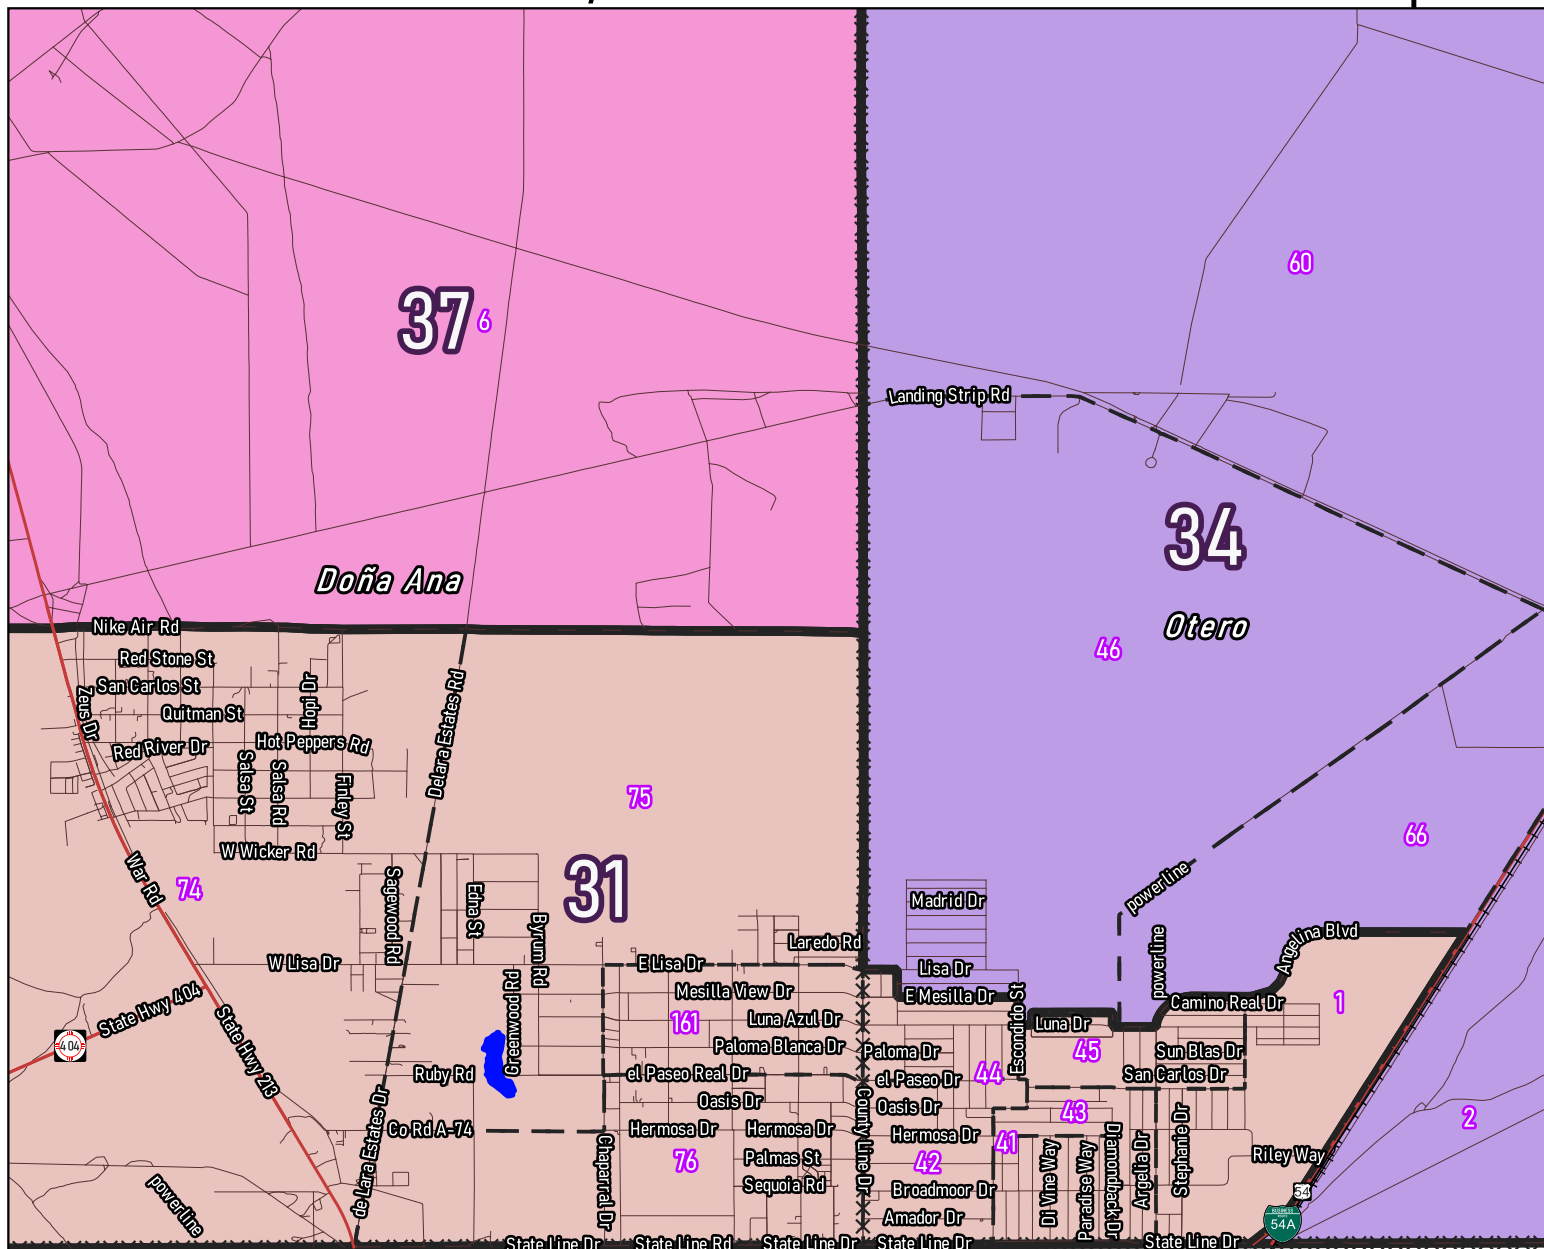 60
37
6
Landing Strip Rd
34
Doña Ana
Otero
Nike Air Rd
46
Red Stone St
San Carlos St
Zeus Dr
Hopi Dr
Quitman St
Delara Estates Rd
Red River Dr
Hot Peppers Rd
Salsa St
Salsa Rd
Finley St
75
66
W Wicker Rd
War Rd
74
31
Sagewood Rd
Edna St
powerline
Madrid Dr
Byrum Rd
Laredo Rd
powerline
Angelina Blvd
W Lisa Dr
E Lisa Dr
Lisa Dr
Greenwood Rd
Mesilla View Dr
E Mesilla Dr
Escondido St
Camino Real Dr
1
State Hwy 404
404
State Hwy 213
161
Luna Azul Dr
Luna Dr
Paloma Blanca Dr
Paloma Dr
45
Sun Blas Dr
Ruby Rd
el Paseo Real Dr
el Paseo Dr
44
San Carlos Dr
Oasis Dr
Oasis Dr
43
2
de Lara Estates Dr
Co Rd A-74
Hermosa Dr
Hermosa Dr
County Line Dr
Hermosa Dr
41
Chaparral Dr
76
Palmas St
42
Di Vine Way
Paradise Way
Diamondback Dr
Argelia Dr
Stephanie Dr
Riley Way
powerline
Sequoia Rd
Broadmoor Dr
54
Amador Dr
BUSINESS
54A
State Line Dr
State Line Rd
State Line Dr
State Line Dr
State Line Dr